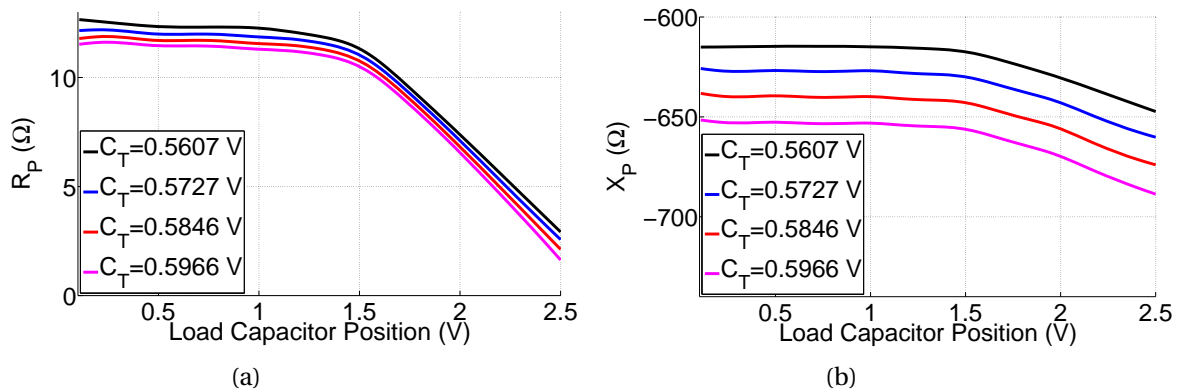 10
5
0
R_P (Ω)
C_T=0.5607 V
C_T=0.5727 V
C_T=0.5846 V
C_T=0.5966 V
0.5 1 1.5 2 2.5
Load Capacitor Position (V)
(a)
−600
−650
−700
X_P (Ω)
C_T=0.5607 V
C_T=0.5727 V
C_T=0.5846 V
C_T=0.5966 V
0.5 1 1.5 2 2.5
Load Capacitor Position (V)
(b)